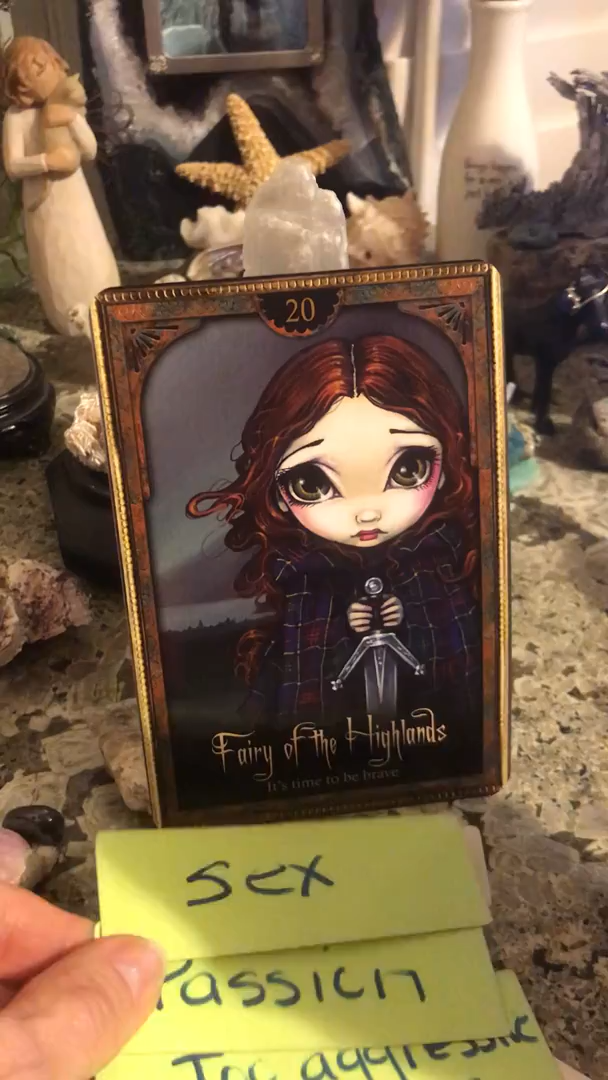 20
Fairy of the Highlands
It's time to be brave
sex
Passion
Too aggressive